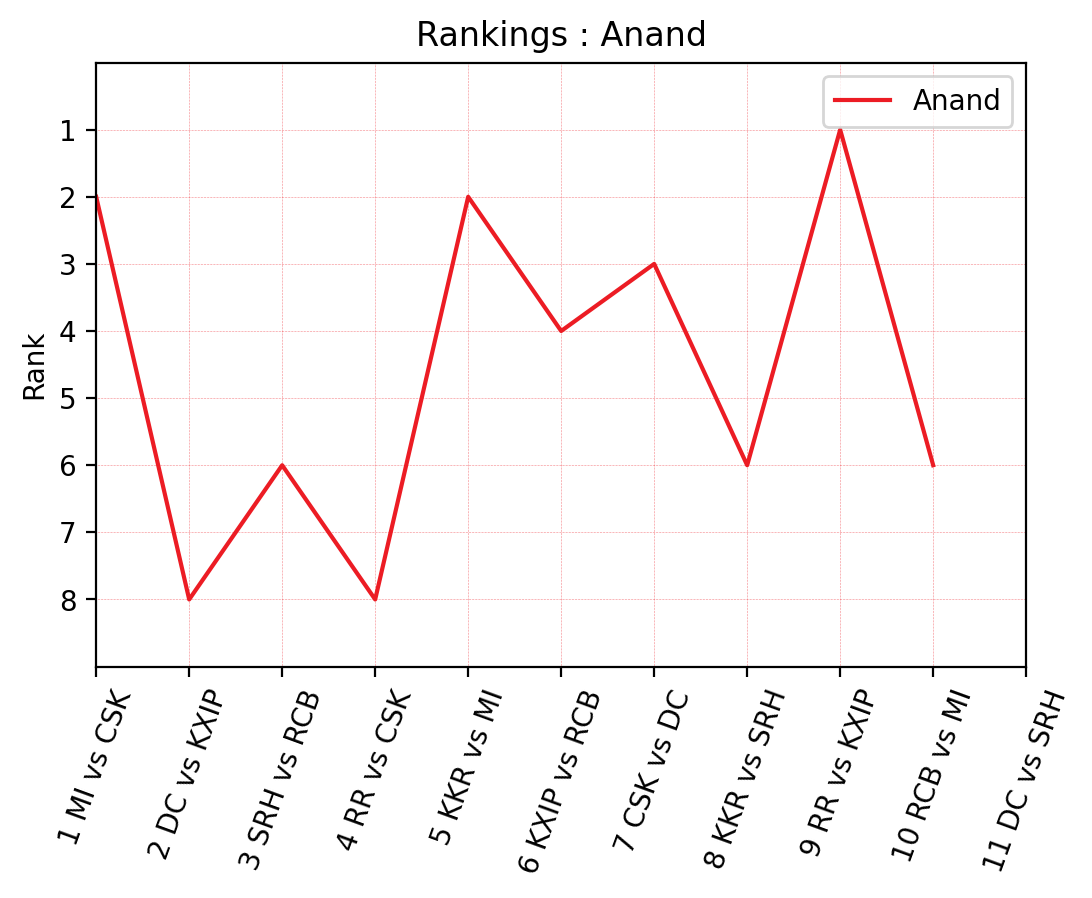 Rankings : Anand
Anand
Rank
1
2
3
4
5
6
7
8
1 MI vs CSK
2 DC vs KXIP
3 SRH vs RCB
4 RR vs CSK
5 KKR vs MI
6 KXIP vs RCB
7 CSK vs DC
8 KKR vs SRH
9 RR vs KXIP
10 RCB vs MI
11 DC vs SRH